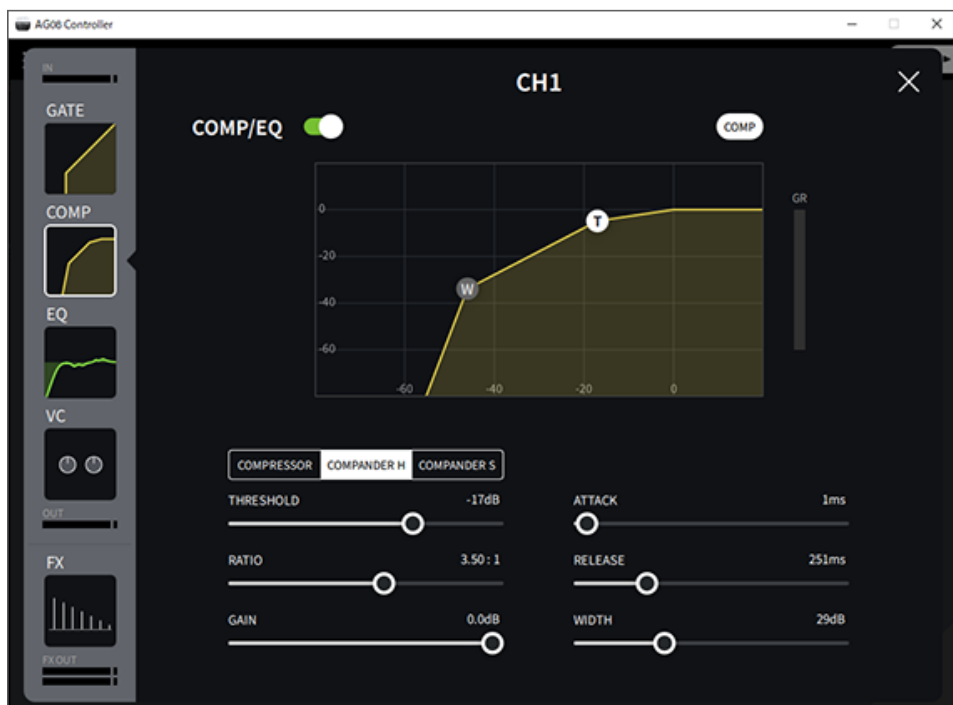 AG08 Controller
IN
GATE
COMP
EQ
VC
OUT
FX
FX OUT
CH1
COMP/EQ
COMP
0
-20
-40
-60
-60 -40 -20 0
T
W
GR
COMPRESSOR COMPANDER H COMPANDER S
THRESHOLD -17dB
RATIO 3.50 : 1
GAIN 0.0dB
ATTACK 1ms
RELEASE 251ms
WIDTH 29dB